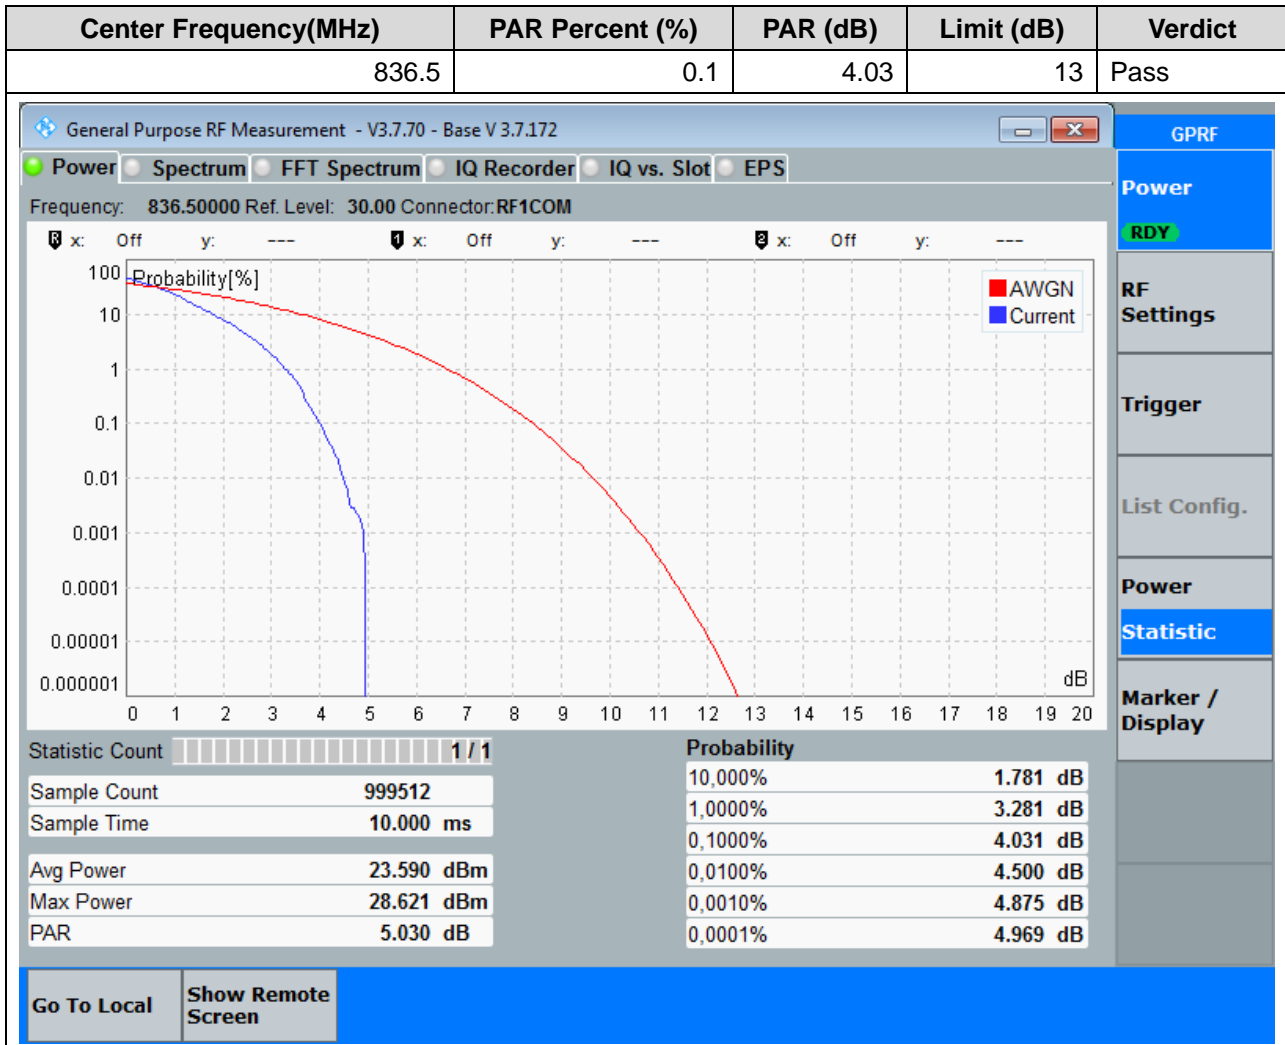 Center Frequency(MHz) PAR Percent (%) PAR (dB) Limit (dB) Verdict
836.5 0.1 4.03 13 Pass
General Purpose RF Measurement - V3.7.70 - Base V 3.7.172
GPRF
Power Spectrum FFT Spectrum IQ Recorder IQ vs. Slot EPS
Frequency: 836.50000 Ref. Level: 30.00 Connector: RF1COM
R x: Off y: --- 1 x: Off y: --- 2 x: Off y: ---
Probability[%]
100
10
1
0.1
0.01
0.001
0.0001
0.00001
0.000001
AWGN
Current
dB
0 1 2 3 4 5 6 7 8 9 10 11 12 13 14 15 16 17 18 19 20
Statistic Count 1 / 1
Sample Count 999512
Sample Time 10.000 ms
Avg Power 23.590 dBm
Max Power 28.621 dBm
PAR 5.030 dB
Probability
10,000% 1.781 dB
1,0000% 3.281 dB
0,1000% 4.031 dB
0,0100% 4.500 dB
0,0010% 4.875 dB
0,0001% 4.969 dB
Power
RDY
RF
Settings
Trigger
List Config.
Power
Statistic
Marker /
Display
Go To Local
Show Remote
Screen